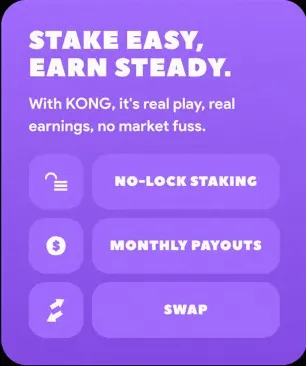 STAKE EASY,
EARN STEADY.
With KONG, it's real play, real
earnings, no market fuss.
NO-LOCK STAKING
$
MONTHLY PAYOUTS
SWAP